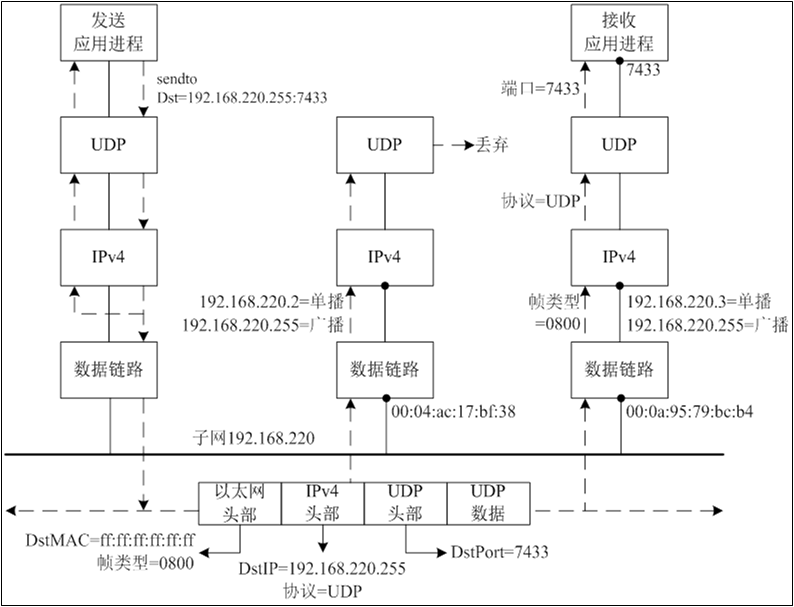 发送
应用进程
接收
应用进程
sendto
Dst=192.168.220.255:7433
7433
端口=7433
UDP
UDP
丢弃
UDP
协议=UDP
IPv4
IPv4
IPv4
192.168.220.2=单播
192.168.220.255=广播
帧类型
=0800
192.168.220.3=单播
192.168.220.255=广播
数据链路
数据链路
数据链路
00:04:ac:17:bf:38
00:0a:95:79:bc:b4
子网192.168.220
以太网
头部
IPv4
头部
UDP
头部
UDP
数据
DstMAC=ff:ff:ff:ff:ff:ff
帧类型=0800
DstIP=192.168.220.255
协议=UDP
DstPort=7433